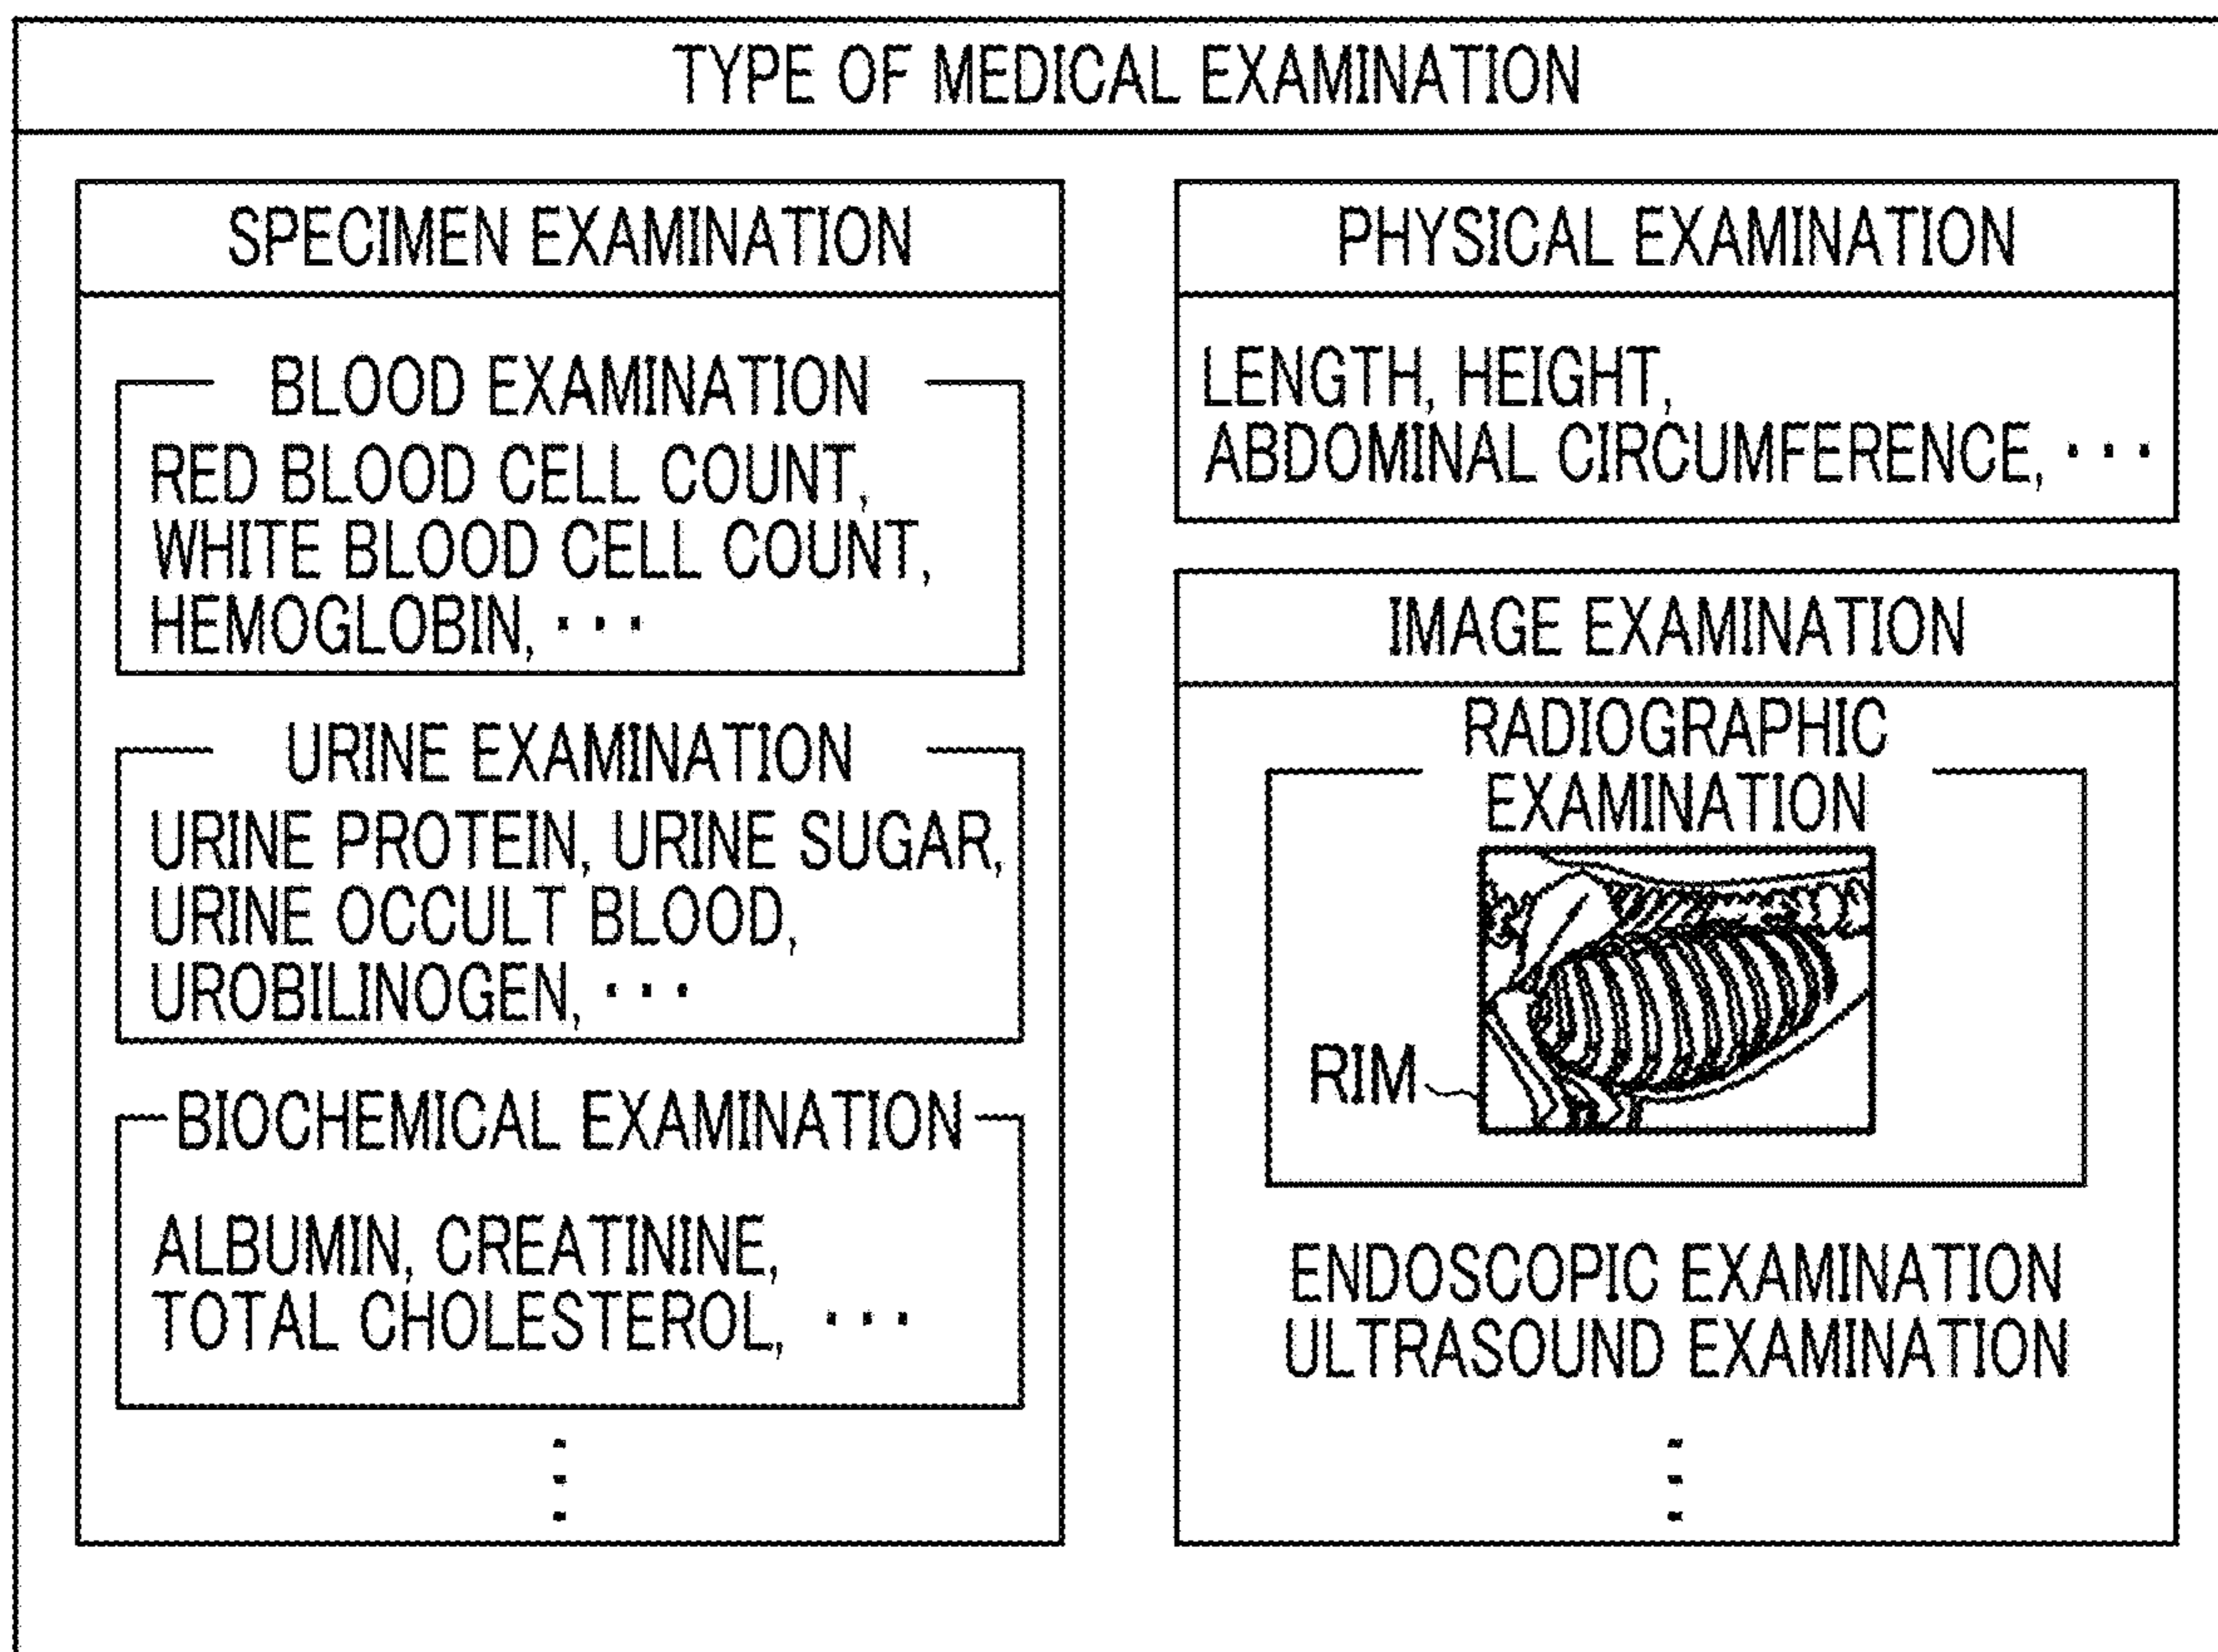 TYPE OF MEDICAL EXAMINATION
SPECIMEN EXAMINATION
BLOOD EXAMINATION
RED BLOOD CELL COUNT,
WHITE BLOOD CELL COUNT,
HEMOGLOBIN, ···
URINE EXAMINATION
URINE PROTEIN, URINE SUGAR,
URINE OCCULT BLOOD,
UROBILINOGEN, ···
BIOCHEMICAL EXAMINATION
ALBUMIN, CREATININE,
TOTAL CHOLESTEROL, ···
PHYSICAL EXAMINATION
LENGTH, HEIGHT,
ABDOMINAL CIRCUMFERENCE, ···
IMAGE EXAMINATION
RADIOGRAPHIC
EXAMINATION
RIM
ENDOSCOPIC EXAMINATION
ULTRASOUND EXAMINATION